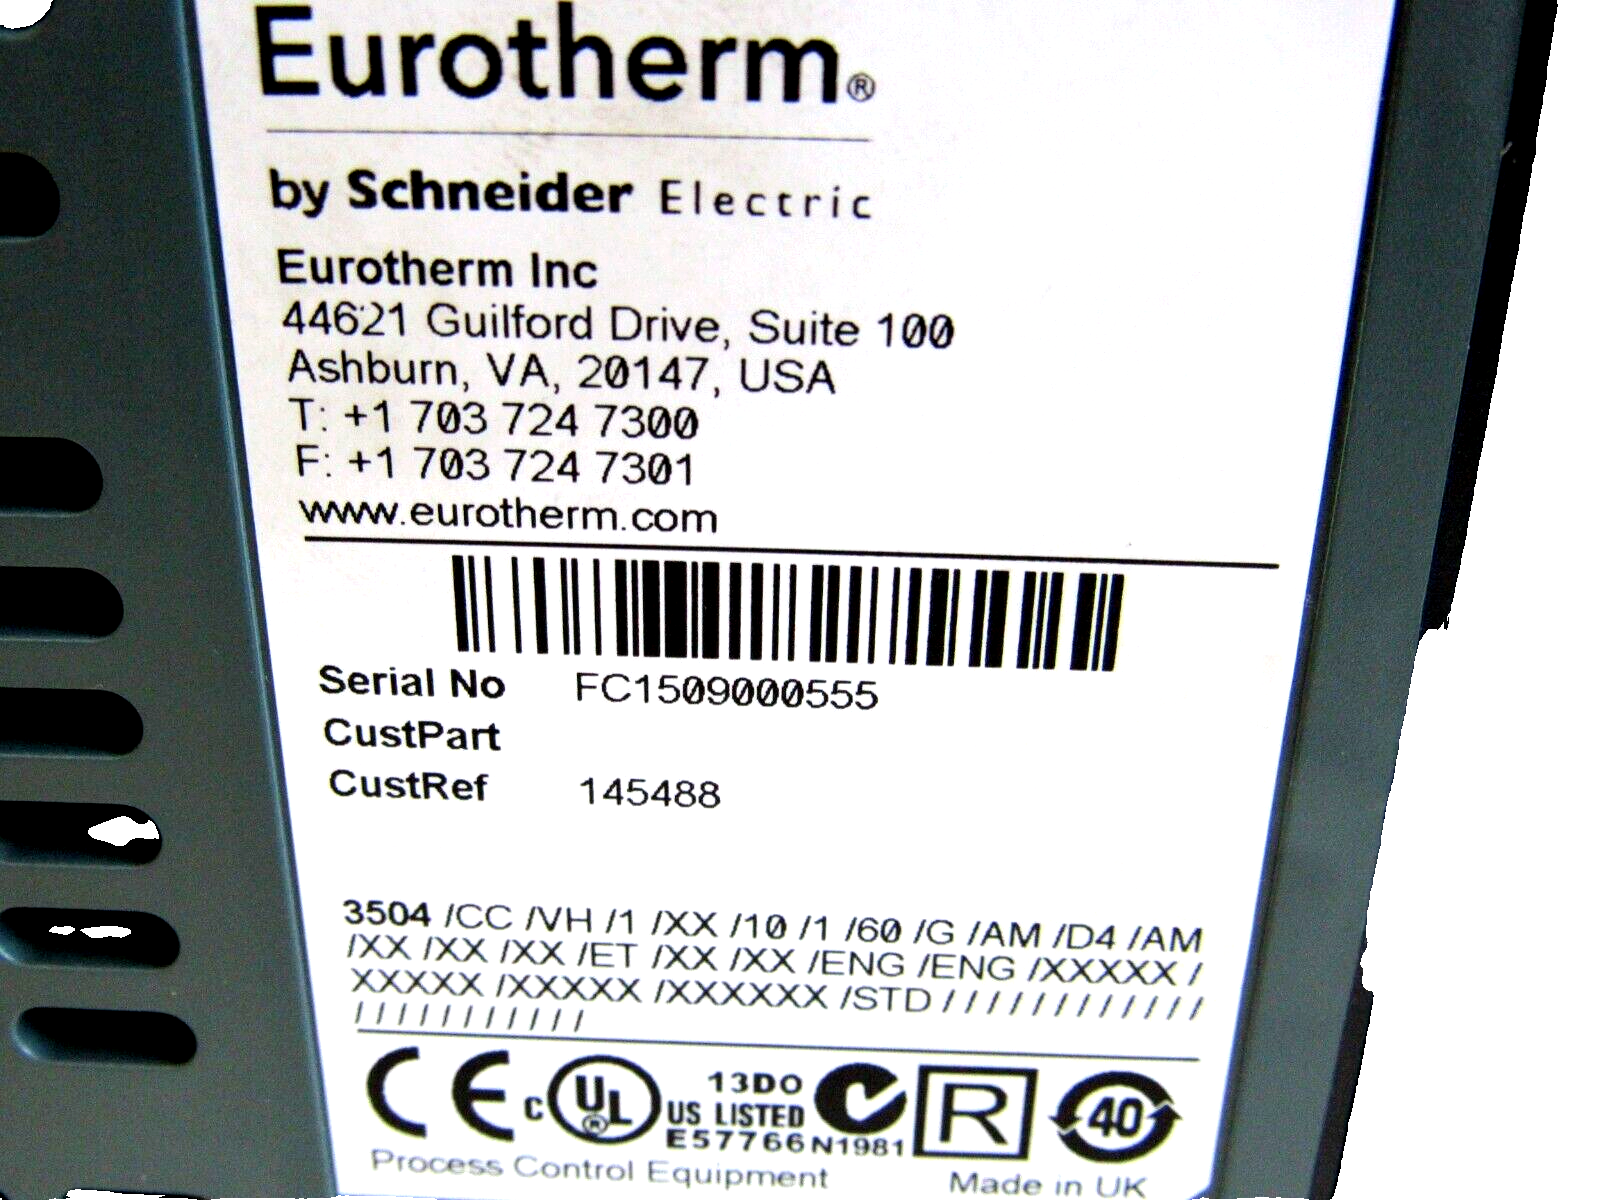 Eurotherm®
by Schneider Electric
Eurotherm Inc
44621 Guilford Drive, Suite 100
Ashburn, VA, 20147, USA
T: +1 703 724 7300
F: +1 703 724 7301
www.eurotherm.com
Serial No FC1509000555
CustPart
CustRef 145488
3504 /CC /VH /1 /XX /10 /1 /60 /G /AM /D4 /AM
/XX /XX /XX /ET /XX /XX /ENG /ENG /XXXXX /
XXXXX /XXXXX /XXXXXX /STD / / / / / / / / / / / /
/ / / / / / / / / / /
CE c UL® US LISTED 13DO E57766 N1981 R 40
Process Control Equipment Made in UK